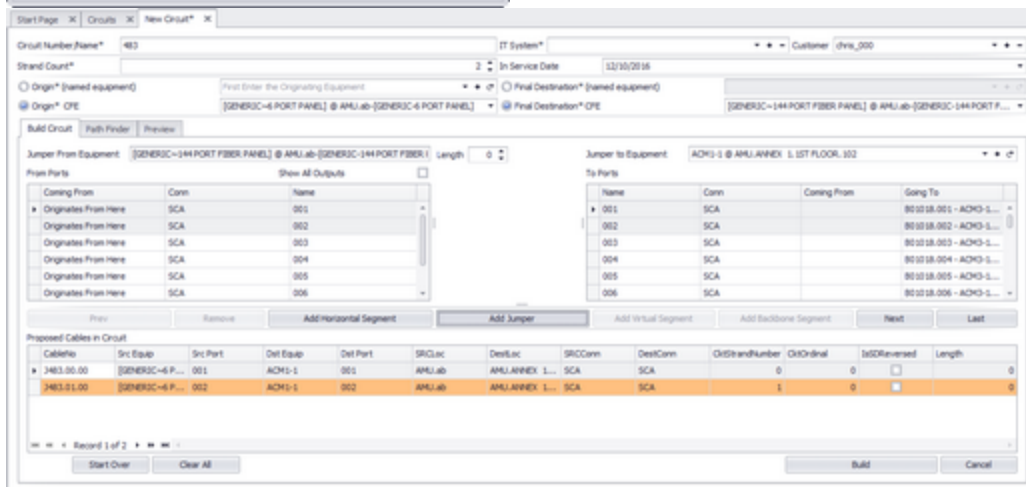 Start Page Circuits New Circuit*
Circuit Number/Name* 483 IT System* Customer chris_000
Strand Count* 2 In Service Date 12/10/2016
Origin* (named equipment) First Enter the Originating Equipment Final Destination* (named equipment)
Origin* CFE [GENERIC~6 PORT PANEL] @ AMU.ab-[GENERIC-6 PORT PANEL] Final Destination* CFE [GENERIC~144 PORT FIBER PANEL] @ AMU.ab-[GENERIC-144 PORT F...
Build Circuit Path Finder Preview
Jumper From Equipment [GENERIC~144 PORT FIBER PANEL] @ AMU.ab-[GENERIC-144 PORT FIBER Length 0 Jumper to Equipment ACM1-1 @ AMU.ANNEX 1.1ST FLOOR.102
From Ports Show All Outputs To Ports
Coming From Conn Name Name Conn Coming From Going To
Originates From Here SCA 001 001 SCA B01018.001 - ACM3-1....
Originates From Here SCA 002 002 SCA B01018.002 - ACM3-1....
Originates From Here SCA 003 003 SCA B01018.003 - ACM3-1....
Originates From Here SCA 004 004 SCA B01018.004 - ACM3-1....
Originates From Here SCA 005 005 SCA B01018.005 - ACM3-1....
Originates From Here SCA 006 006 SCA B01018.006 - ACM3-1....
Prev Remove Add Horizontal Segment Add Jumper Add Virtual Segment Add Backbone Segment Next Last
Proposed Cables in Circuit
CableNo Src Equip Src Port Dst Equip Dst Port SRCLoc DestLoc SRCConn DestConn CktStrandNumber CktOrdinal IsSDReversed Length
J483.00.00 [GENERIC~6 P... 001 ACM1-1 001 AMU.ab AMU.ANNEX 1... SCA SCA 0 0 0
J483.01.00 [GENERIC~6 P... 002 ACM1-1 002 AMU.ab AMU.ANNEX 1... SCA SCA 1 0 0
Record 1 of 2
Start Over Clear All Build Cancel